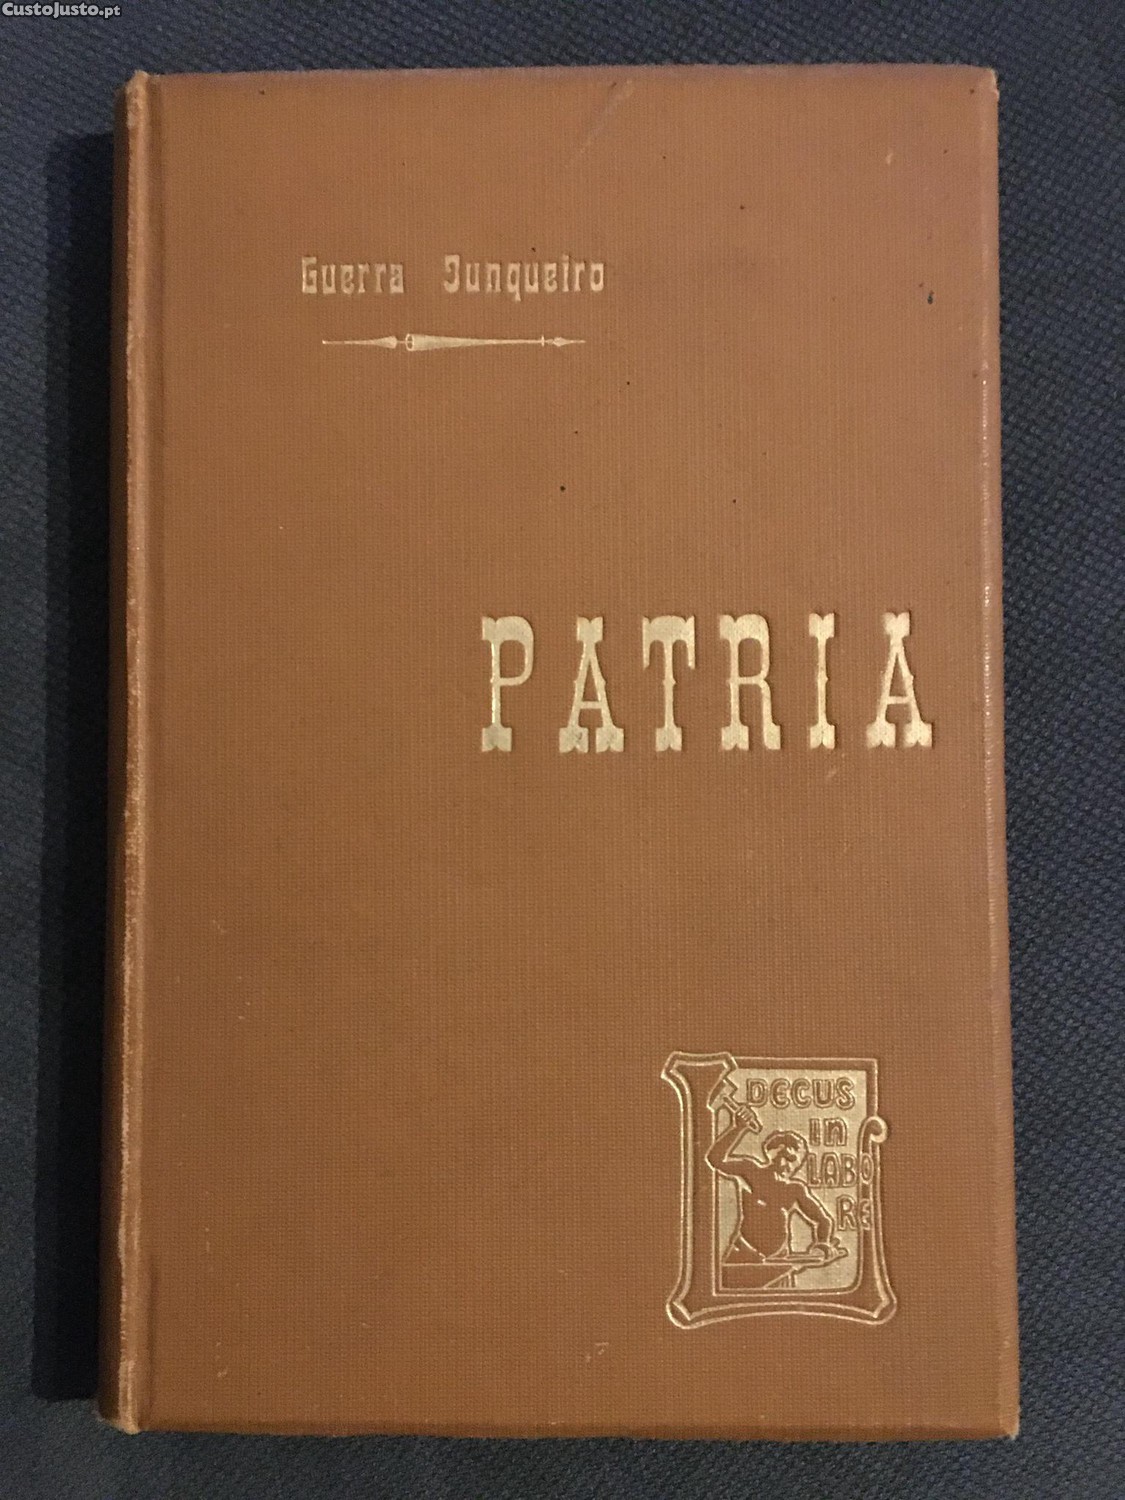 CustoJusto.pt
Guerra Junqueiro
PATRIA
DECUS
IN
LABO
RE